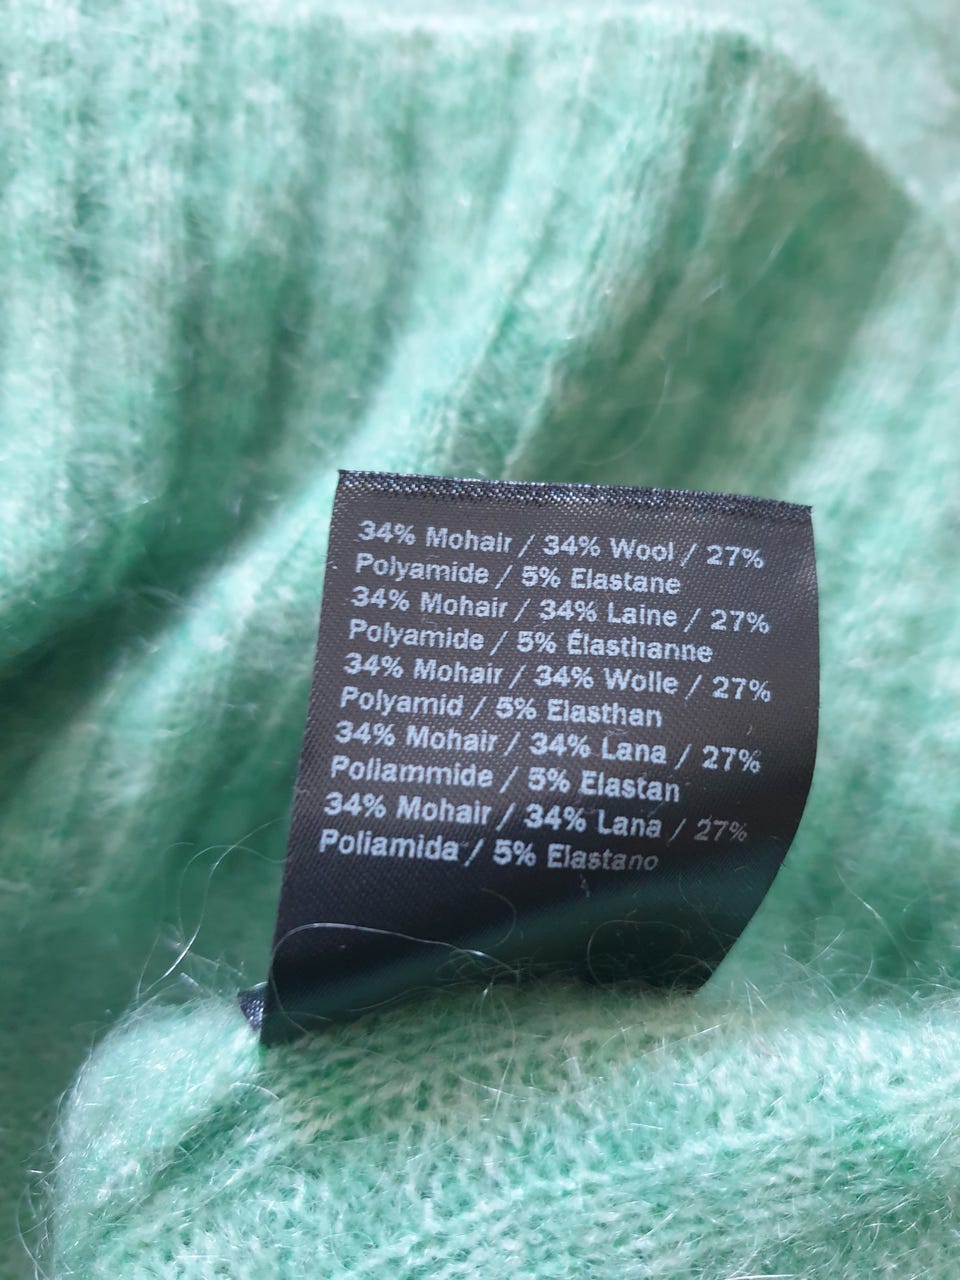 34% Mohair / 34% Wool / 27%
Polyamide / 5% Elastane
34% Mohair / 34% Laine / 27%
Polyamide / 5% Élasthanne
34% Mohair / 34% Wolle / 27%
Polyamid / 5% Elasthan
34% Mohair / 34% Lana / 27%
Poliammide / 5% Elastan
34% Mohair / 34% Lana / 27%
Poliamida / 5% Elastano